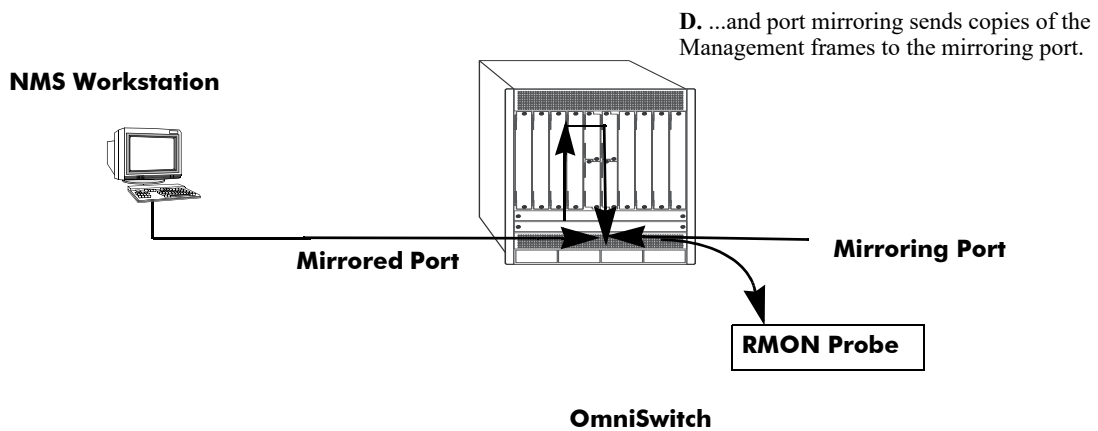 D. ...and port mirroring sends copies of the
Management frames to the mirroring port.
NMS Workstation
Mirrored Port
Mirroring Port
RMON Probe
OmniSwitch